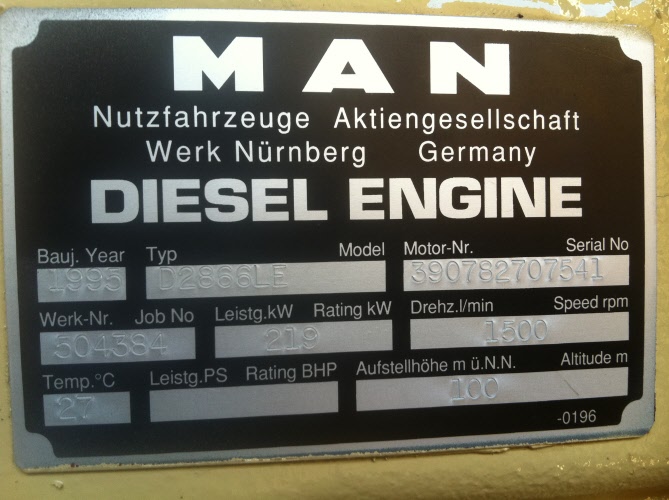 MAN
Nutzfahrzeuge Aktiengesellschaft
Werk Nürnberg Germany
DIESEL ENGINE
Bauj. Year Typ Model Motor-Nr. Serial No
1995 D2866LE 390782707541
Werk-Nr. Job No Leistg.kW Rating kW Drehz.l/min Speed rpm
504384 219 1500
Temp.°C Leistg.PS Rating BHP Aufstellhöhe m ü.N.N. Altitude m
27 100
-0196